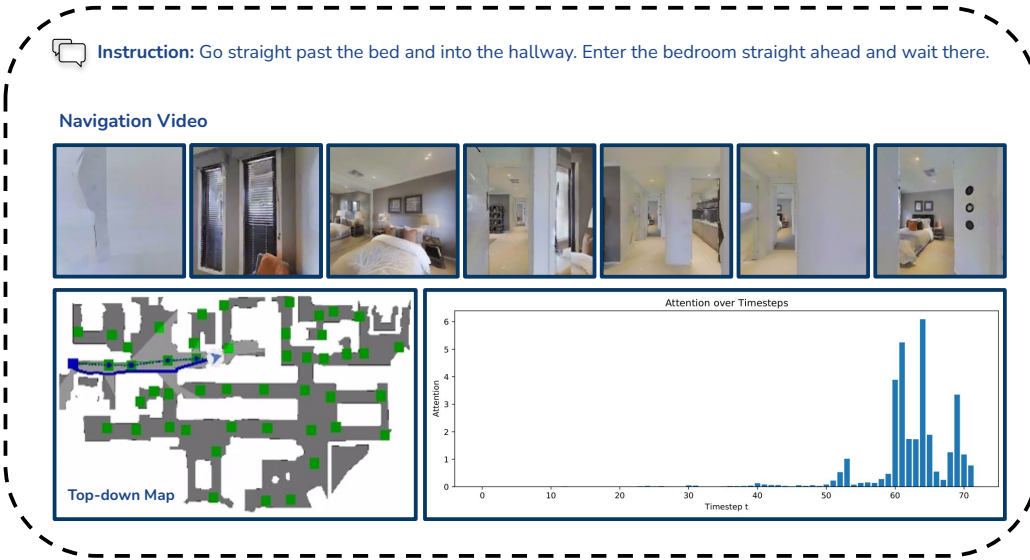 Instruction: Go straight past the bed and into the hallway. Enter the bedroom straight ahead and wait there.
Navigation Video
Top-down Map
Attention over Timesteps
Attention
6
5
4
3
2
1
0
0 10 20 30 40 50 60 70
Timestep t